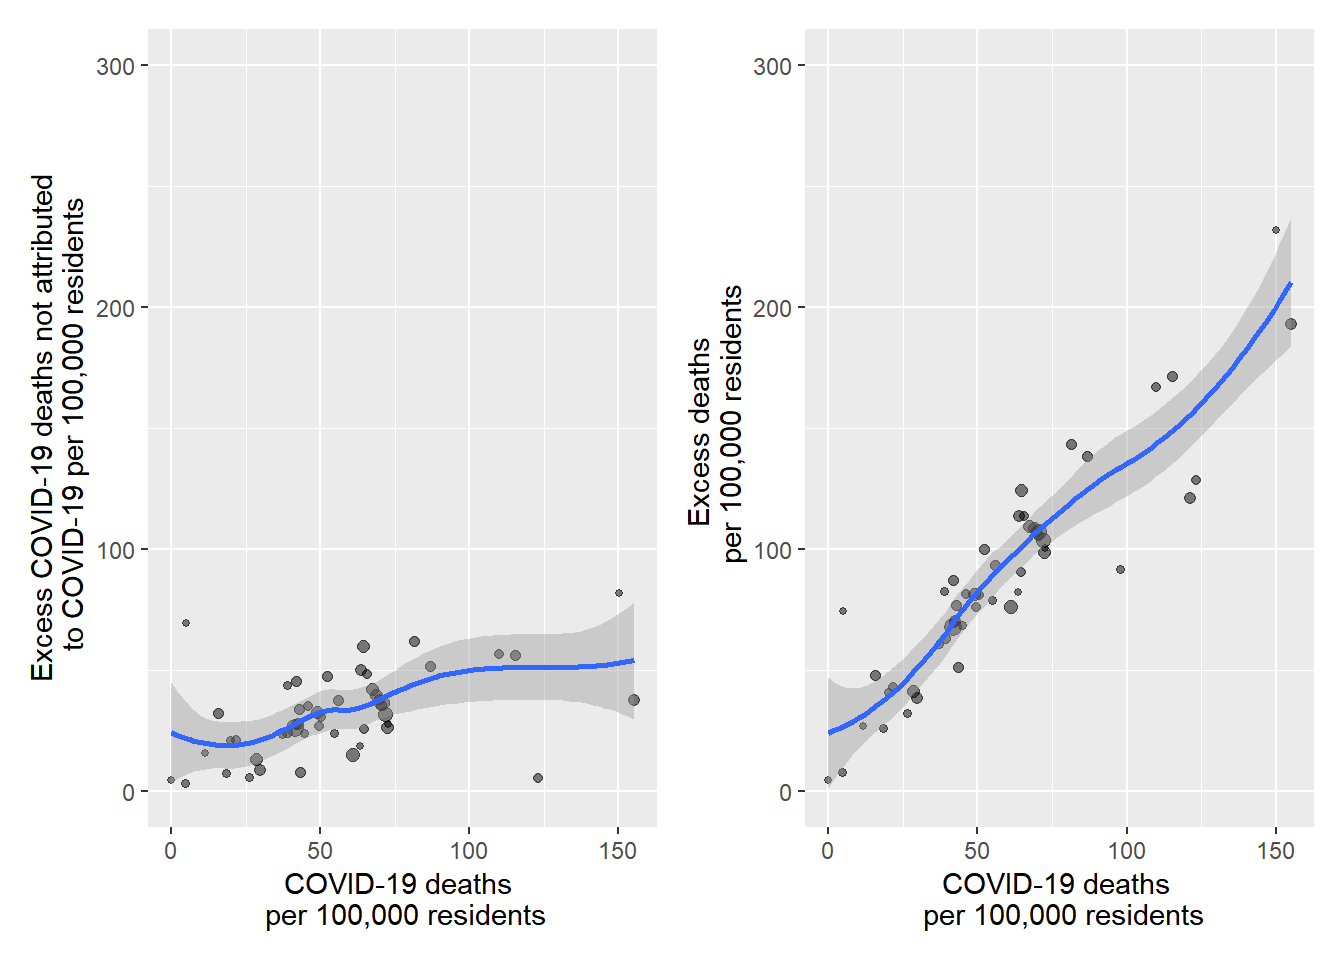 300
200
100
0
Excess COVID-19 deaths not attributed
to COVID-19 per 100,000 residents
0
50
100
150
COVID-19 deaths
per 100,000 residents
300
200
100
0
Excess deaths
per 100,000 residents
0
50
100
150
COVID-19 deaths
per 100,000 residents